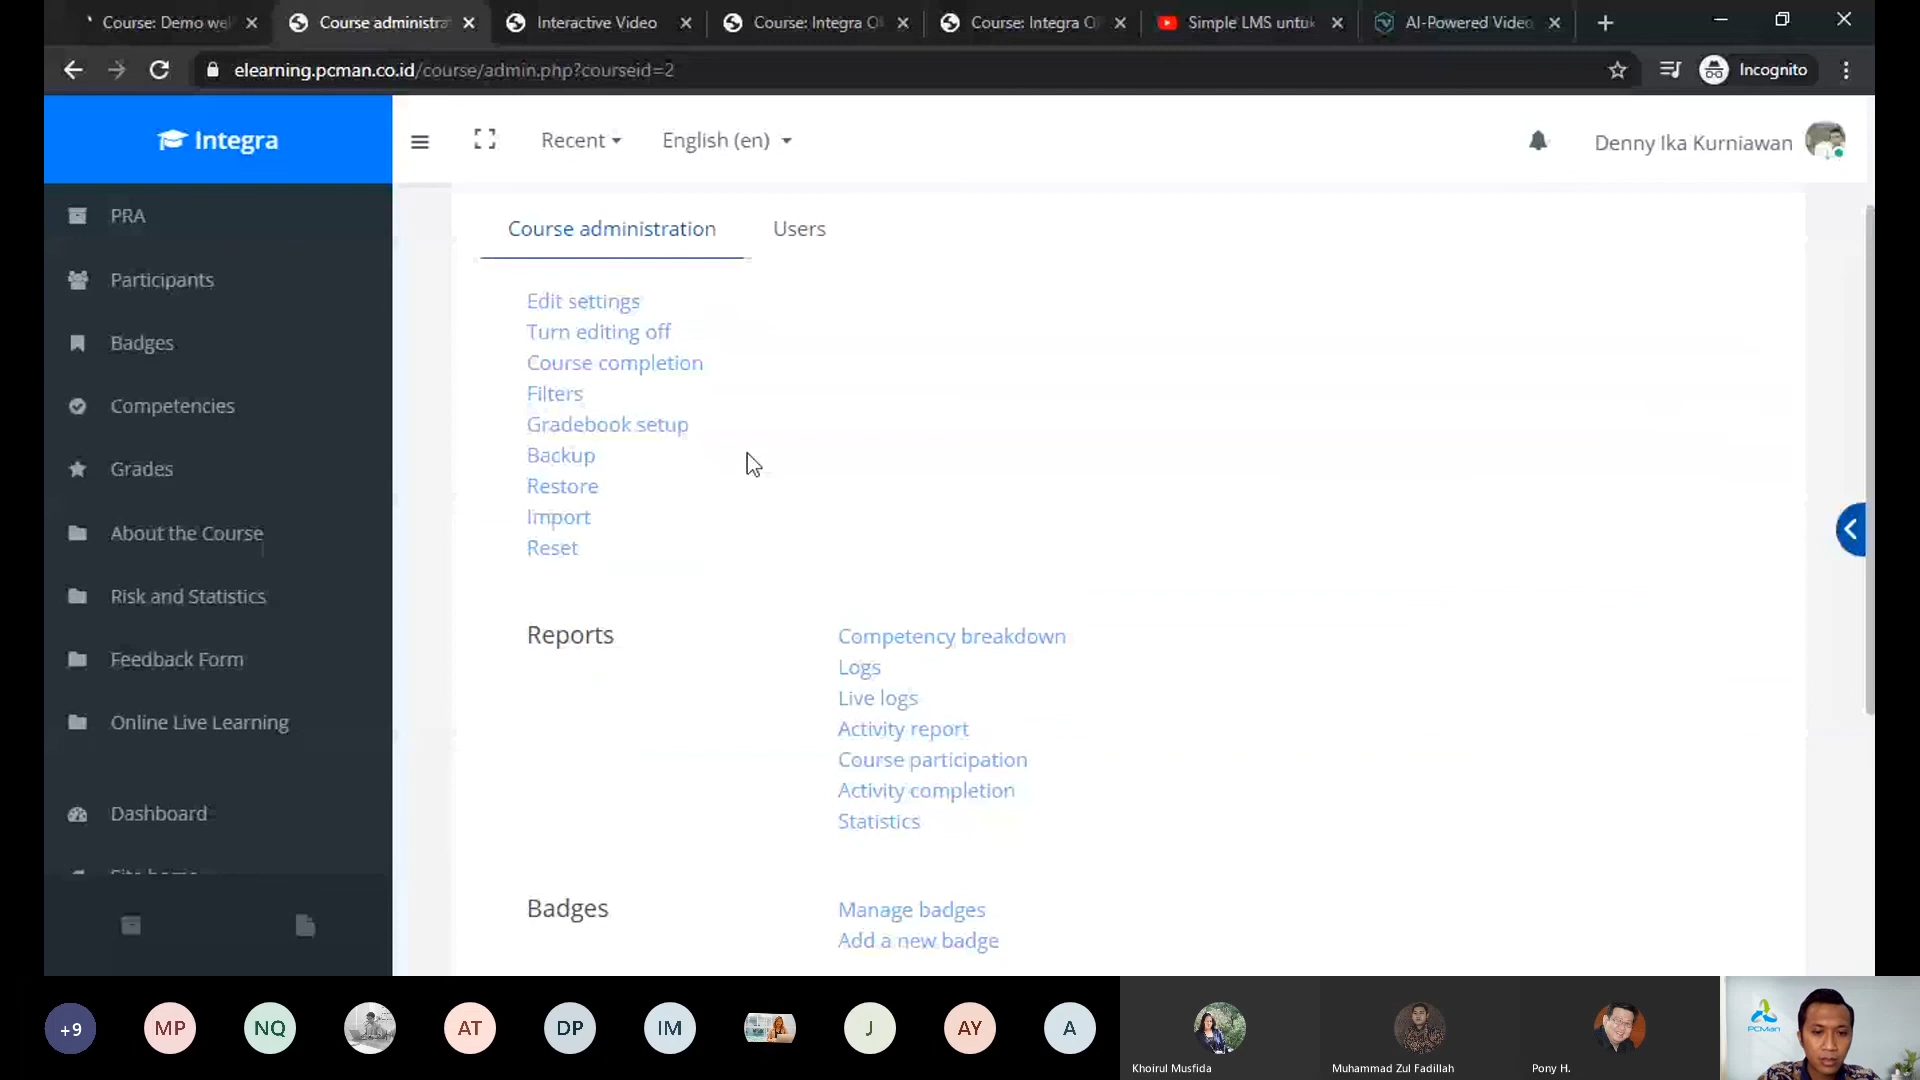 Course: Demo we
Course administra
Interactive Video
Course: Integra O
Course: Integra O
Simple LMS untuk
AI-Powered Video
elearning.pcman.co.id/course/admin.php?courseid=2
Incognito
Integra
Recent
English (en)
Denny Ika Kurniawan
PRA
Participants
Badges
Competencies
Grades
About the Course
Risk and Statistics
Feedback Form
Online Live Learning
Dashboard
Course administration
Users
Edit settings
Turn editing off
Course completion
Filters
Gradebook setup
Backup
Restore
Import
Reset
Reports
Competency breakdown
Logs
Live logs
Activity report
Course participation
Activity completion
Statistics
Badges
Manage badges
Add a new badge
+9
MP
NQ
AT
DP
IM
J
AY
A
Khoirul Musfida
Muhammad Zul Fadillah
Pony H.
PCMan